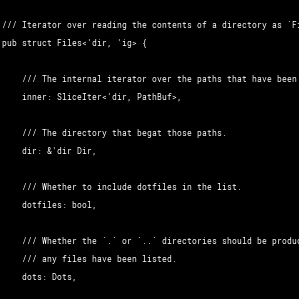 /// Iterator over reading the contents of a directory as `Fi
pub struct Files<'dir, 'ig> {
/// The internal iterator over the paths that have been
inner: SliceIter<'dir, PathBuf>,
/// The directory that begat those paths.
dir: &'dir Dir,
/// Whether to include dotfiles in the list.
dotfiles: bool,
/// Whether the `.` or `..` directories should be produc
/// any files have been listed.
dots: Dots,